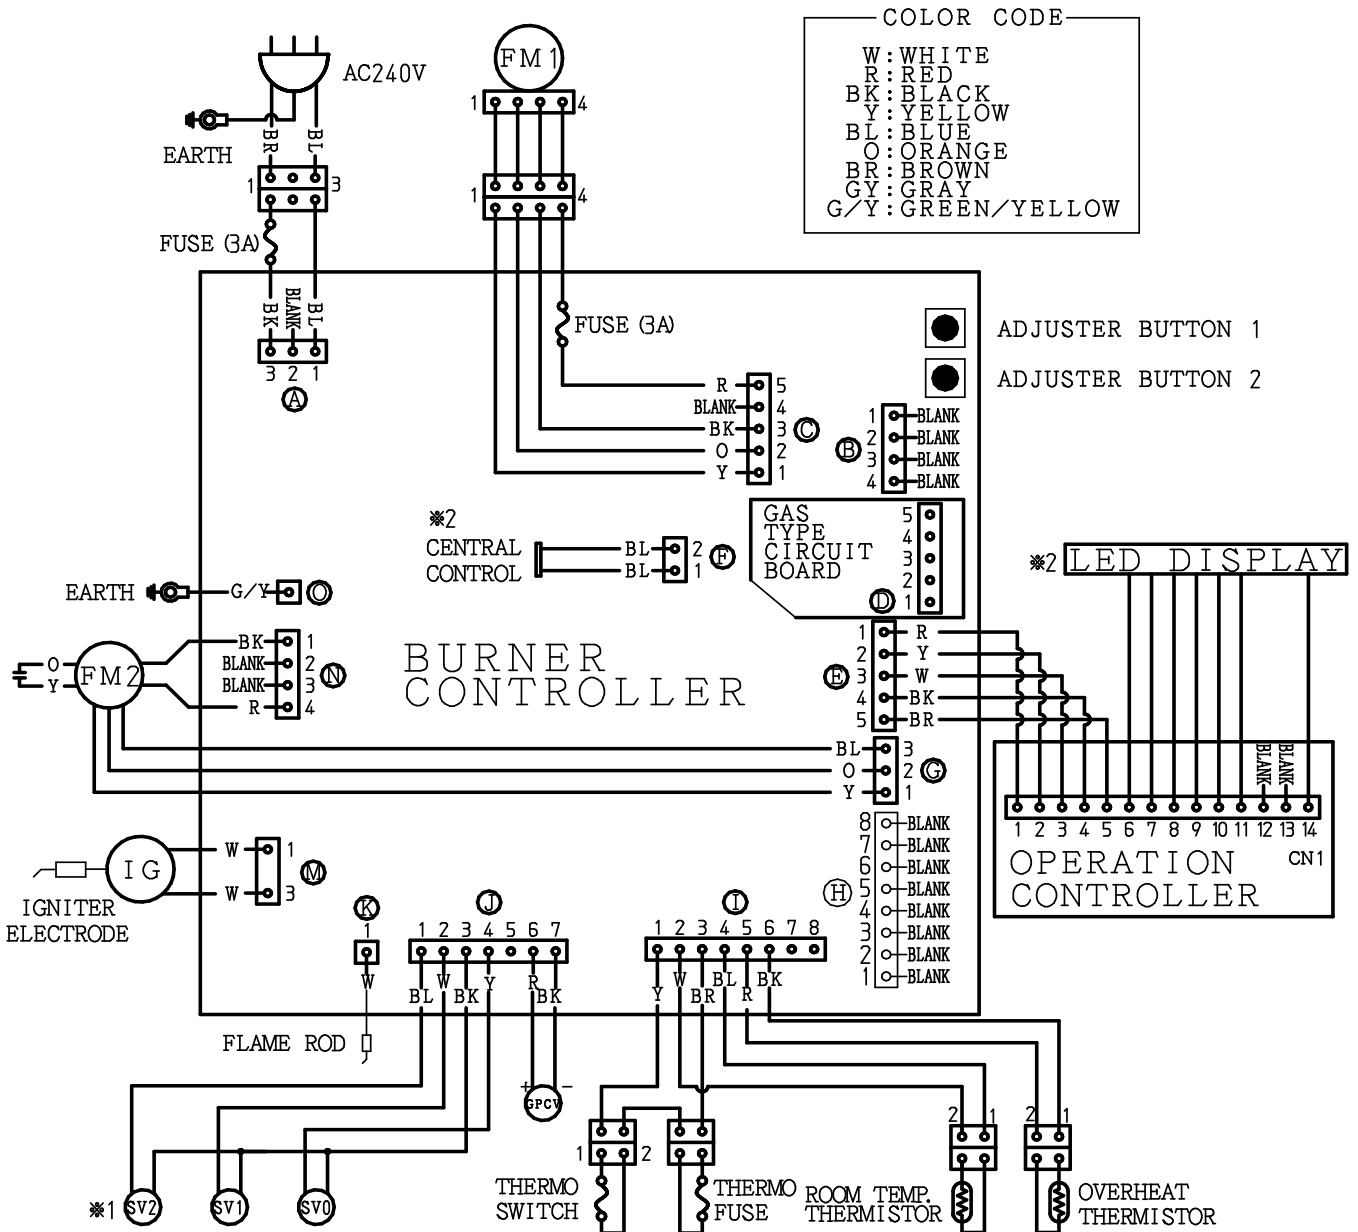 COLOR CODE
W:WHITE
R:RED
BK:BLACK
Y:YELLOW
BL:BLUE
O:ORANGE
BR:BROWN
GY:GRAY
G/Y:GREEN/YELLOW
AC240V
EARTH
BR
BL
1
3
FUSE (3A)
BK
BLANK
BL
3 2 1
A
FM1
1 4
1 4
FUSE (3A)
ADJUSTER BUTTON 1
ADJUSTER BUTTON 2
R 5
BLANK 4
BK 3
O 2
Y 1
C
1 BLANK
2 BLANK
3 BLANK
4 BLANK
B
GAS
TYPE
CIRCUIT
BOARD
5
4
3
2
1
D
※2
CENTRAL
CONTROL
BL 2
BL 1
F
※2 LED DISPLAY
EARTH
G/Y
O
O
Y
FM2
BK 1
BLANK 2
BLANK 3
R 4
N
BURNER
CONTROLLER
1 R
2 Y
3 W
4 BK
5 BR
E
BL 3
O 2
Y 1
G
BLANK
BLANK
1 2 3 4 5 6 7 8 9 10 11 12 13 14
CN1
OPERATION
CONTROLLER
8 BLANK
7 BLANK
6 BLANK
5 BLANK
4 BLANK
3 BLANK
2 BLANK
1 BLANK
H
IG
W 1
W 3
M
IGNITER
ELECTRODE
K
1
W
FLAME ROD
J
1 2 3 4 5 6 7
BL W BK Y R BK
I
1 2 3 4 5 6 7 8
Y W BR BL R BK
+ -
GPCV
※1 SV2
SV1
SV0
1 2
THERMO
SWITCH
THERMO
FUSE
2 1
ROOM TEMP.
THERMISTOR
2 1
OVERHEAT
THERMISTOR